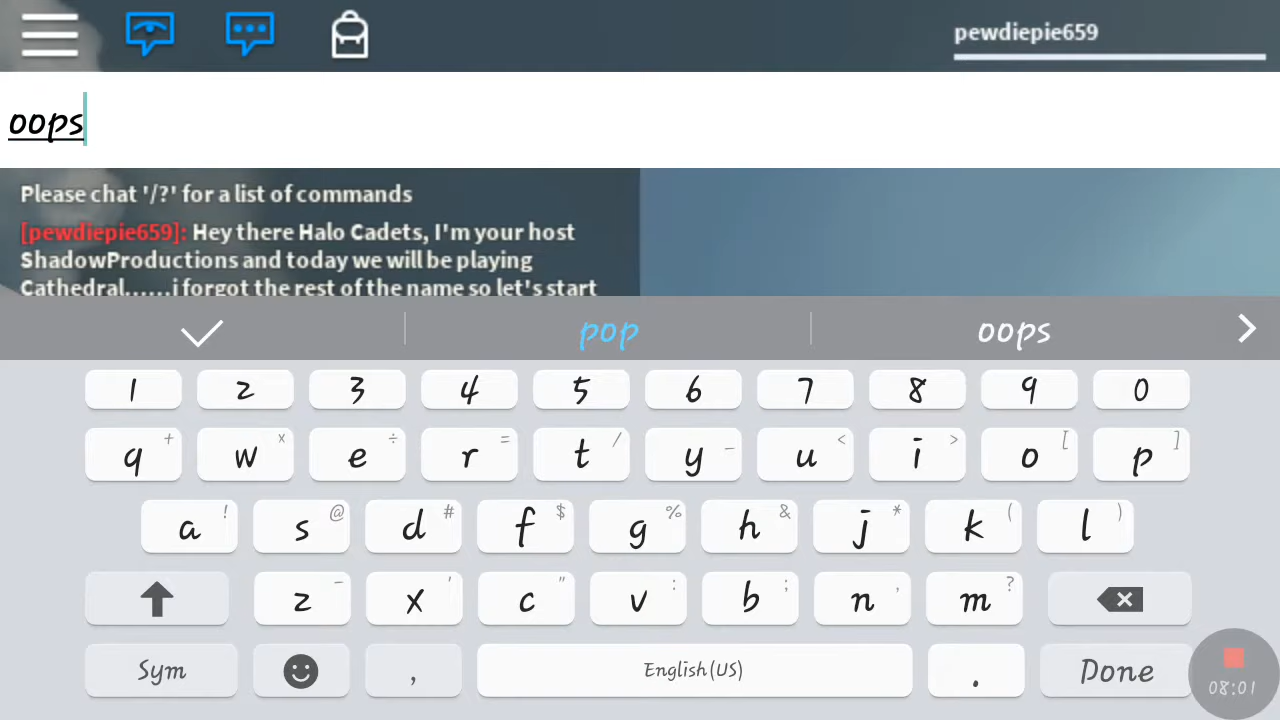 pewdiepie659
oops
Please chat '/?' for a list of commands
[pewdiepie659]: Hey there Halo Cadets, I'm your host
ShadowProductions and today we will be playing
Cathedral......i forgot the rest of the name so let's start
pop oops
1 2 3 4 5 6 7 8 9 0
q + w × e ÷ r = t / y _ u < i > o [ p ]
a ! s @ d # f $ g % h & j * k ( l )
z - x ' c " v : b ; n , m ?
Sym , English(US) . Done
08:01